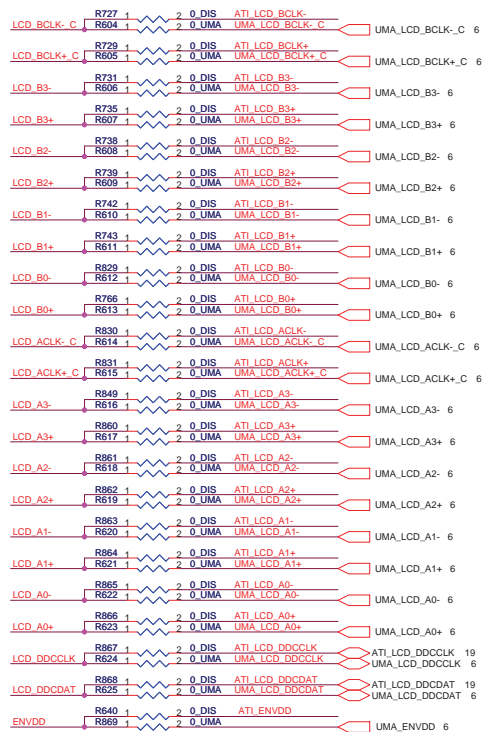 R727 1 2 0_DIS ATI_LCD_BCLK-
LCD_BCLK-_C R604 1 2 0_UMA UMA_LCD_BCLK-_C UMA_LCD_BCLK-_C 6
R729 1 2 0_DIS ATI_LCD_BCLK+
LCD_BCLK+_C R605 1 2 0_UMA UMA_LCD_BCLK+_C UMA_LCD_BCLK+_C 6
R731 1 2 0_DIS ATI_LCD_B3-
LCD_B3- R606 1 2 0_UMA UMA_LCD_B3- UMA_LCD_B3- 6
R735 1 2 0_DIS ATI_LCD_B3+
LCD_B3+ R607 1 2 0_UMA UMA_LCD_B3+ UMA_LCD_B3+ 6
R738 1 2 0_DIS ATI_LCD_B2-
LCD_B2- R608 1 2 0_UMA UMA_LCD_B2- UMA_LCD_B2- 6
R739 1 2 0_DIS ATI_LCD_B2+
LCD_B2+ R609 1 2 0_UMA UMA_LCD_B2+ UMA_LCD_B2+ 6
R742 1 2 0_DIS ATI_LCD_B1-
LCD_B1- R610 1 2 0_UMA UMA_LCD_B1- UMA_LCD_B1- 6
R743 1 2 0_DIS ATI_LCD_B1+
LCD_B1+ R611 1 2 0_UMA UMA_LCD_B1+ UMA_LCD_B1+ 6
R829 1 2 0_DIS ATI_LCD_B0-
LCD_B0- R612 1 2 0_UMA UMA_LCD_B0- UMA_LCD_B0- 6
R766 1 2 0_DIS ATI_LCD_B0+
LCD_B0+ R613 1 2 0_UMA UMA_LCD_B0+ UMA_LCD_B0+ 6
R830 1 2 0_DIS ATI_LCD_ACLK-
LCD_ACLK-_C R614 1 2 0_UMA UMA_LCD_ACLK-_C UMA_LCD_ACLK-_C 6
R831 1 2 0_DIS ATI_LCD_ACLK+
LCD_ACLK+_C R615 1 2 0_UMA UMA_LCD_ACLK+_C UMA_LCD_ACLK+_C 6
R849 1 2 0_DIS ATI_LCD_A3-
LCD_A3- R616 1 2 0_UMA UMA_LCD_A3- UMA_LCD_A3- 6
R860 1 2 0_DIS ATI_LCD_A3+
LCD_A3+ R617 1 2 0_UMA UMA_LCD_A3+ UMA_LCD_A3+ 6
R861 1 2 0_DIS ATI_LCD_A2-
LCD_A2- R618 1 2 0_UMA UMA_LCD_A2- UMA_LCD_A2- 6
R862 1 2 0_DIS ATI_LCD_A2+
LCD_A2+ R619 1 2 0_UMA UMA_LCD_A2+ UMA_LCD_A2+ 6
R863 1 2 0_DIS ATI_LCD_A1-
LCD_A1- R620 1 2 0_UMA UMA_LCD_A1- UMA_LCD_A1- 6
R864 1 2 0_DIS ATI_LCD_A1+
LCD_A1+ R621 1 2 0_UMA UMA_LCD_A1+ UMA_LCD_A1+ 6
R865 1 2 0_DIS ATI_LCD_A0-
LCD_A0- R622 1 2 0_UMA UMA_LCD_A0- UMA_LCD_A0- 6
R866 1 2 0_DIS ATI_LCD_A0+
LCD_A0+ R623 1 2 0_UMA UMA_LCD_A0+ UMA_LCD_A0+ 6
R867 1 2 0_DIS ATI_LCD_DDCCLK ATI_LCD_DDCCLK 19
LCD_DDCCLK R624 1 2 0_UMA UMA_LCD_DDCCLK UMA_LCD_DDCCLK 6
R868 1 2 0_DIS ATI_LCD_DDCDAT ATI_LCD_DDCDAT 19
LCD_DDCDAT R625 1 2 0_UMA UMA_LCD_DDCDAT UMA_LCD_DDCDAT 6
R640 1 2 0_DIS ATI_ENVDD
ENVDD R869 1 2 0_UMA UMA_ENVDD 6